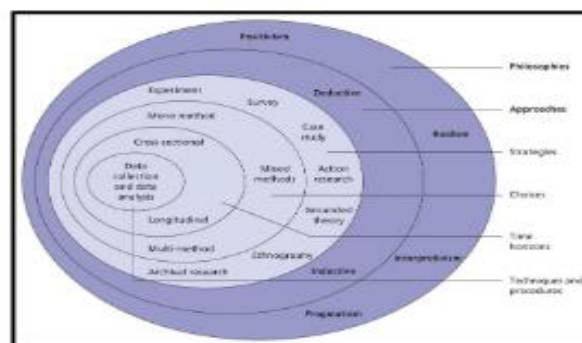 Positivism
Philosophies
Experiment
Survey
Deductive
Approaches
Mono method
Realism
Cross sectional
Case
study
Strategies
Data
collection
and data
analysis
Mixed
methods
Action
research
Choices
Longitudinal
Grounded
theory
Time
horizons
Multi-method
Ethnography
Interpretivism
Archival research
Inductive
Techniques and
procedures
Pragmatism